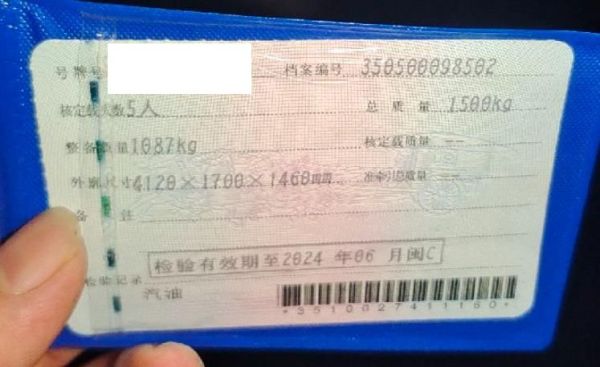 号牌号 档案编号 350500098502
核定载人数 5人 总质量 1500kg
整备质量 1087kg 核定载质量 --
外廓尺寸 4120×1700×1460 准牵引总质量 --
备注
检验有效期至2024 年06 月闽C
检验记录
汽油
*3510027411160*